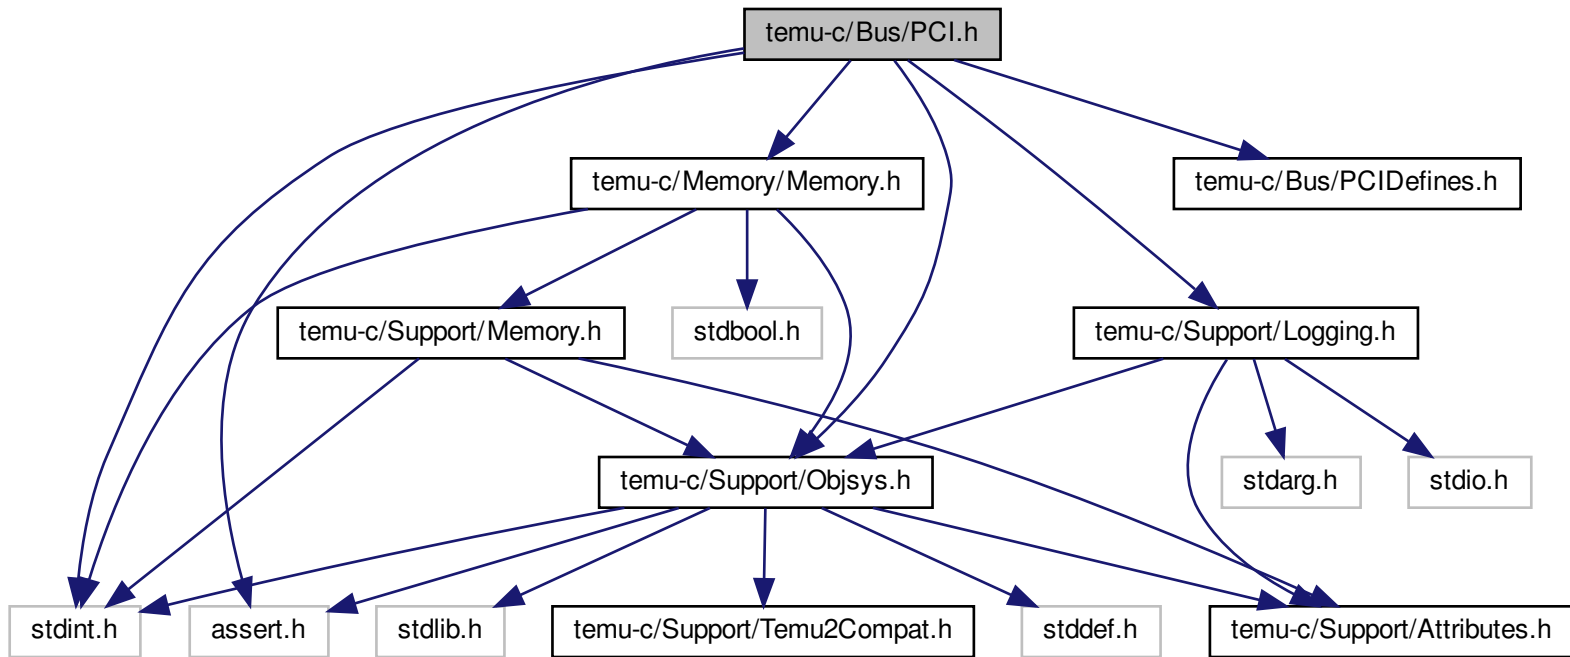 temu-c/Bus/PCI.h
temu-c/Memory/Memory.h
temu-c/Bus/PCIDefines.h
temu-c/Support/Memory.h
stdbool.h
temu-c/Support/Logging.h
temu-c/Support/Objsys.h
stdarg.h
stdio.h
stdint.h
assert.h
stdlib.h
temu-c/Support/Temu2Compat.h
stddef.h
temu-c/Support/Attributes.h